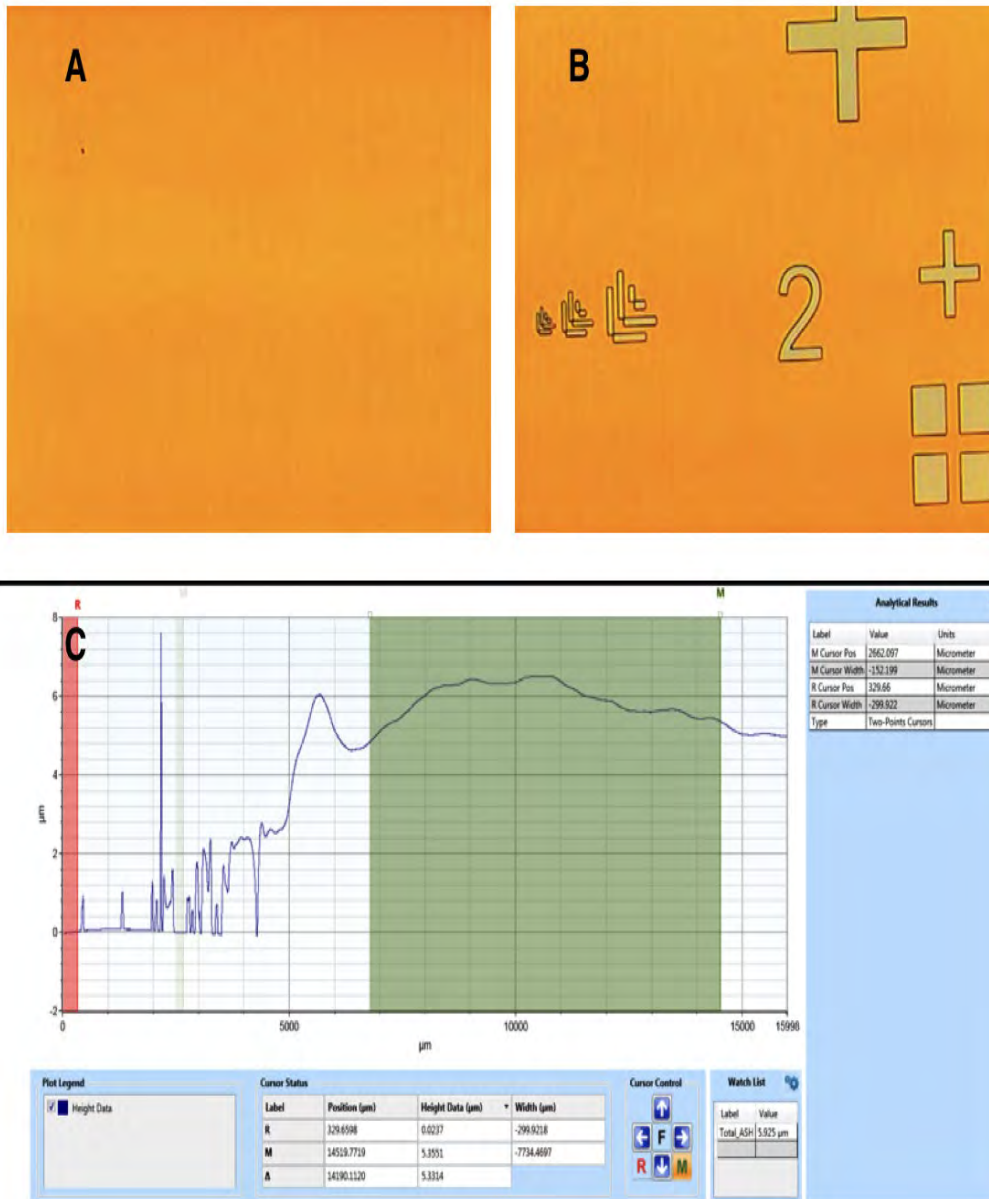 A
B
2
R
M
M
Analytical Results
C
8
6
4
2
0
-2
µm
0
5000
10000
15000
15998
µm
Label Value Units
M Cursor Pos 2662.097 Micrometer
M Cursor Width -152.199 Micrometer
R Cursor Pos 329.66 Micrometer
R Cursor Width -299.922 Micrometer
Type Two-Points Cursors
Plot Legend
Height Data
Cursor Status
Label Position (µm) Height Data (µm) Width (µm)
R 329.6598 0.0237 -299.9218
M 14519.7719 5.3551 -7734.4697
Δ 14190.1120 5.3314
Cursor Control
F
R M
Watch List
Label Value
Total_ASH 5.925 µm